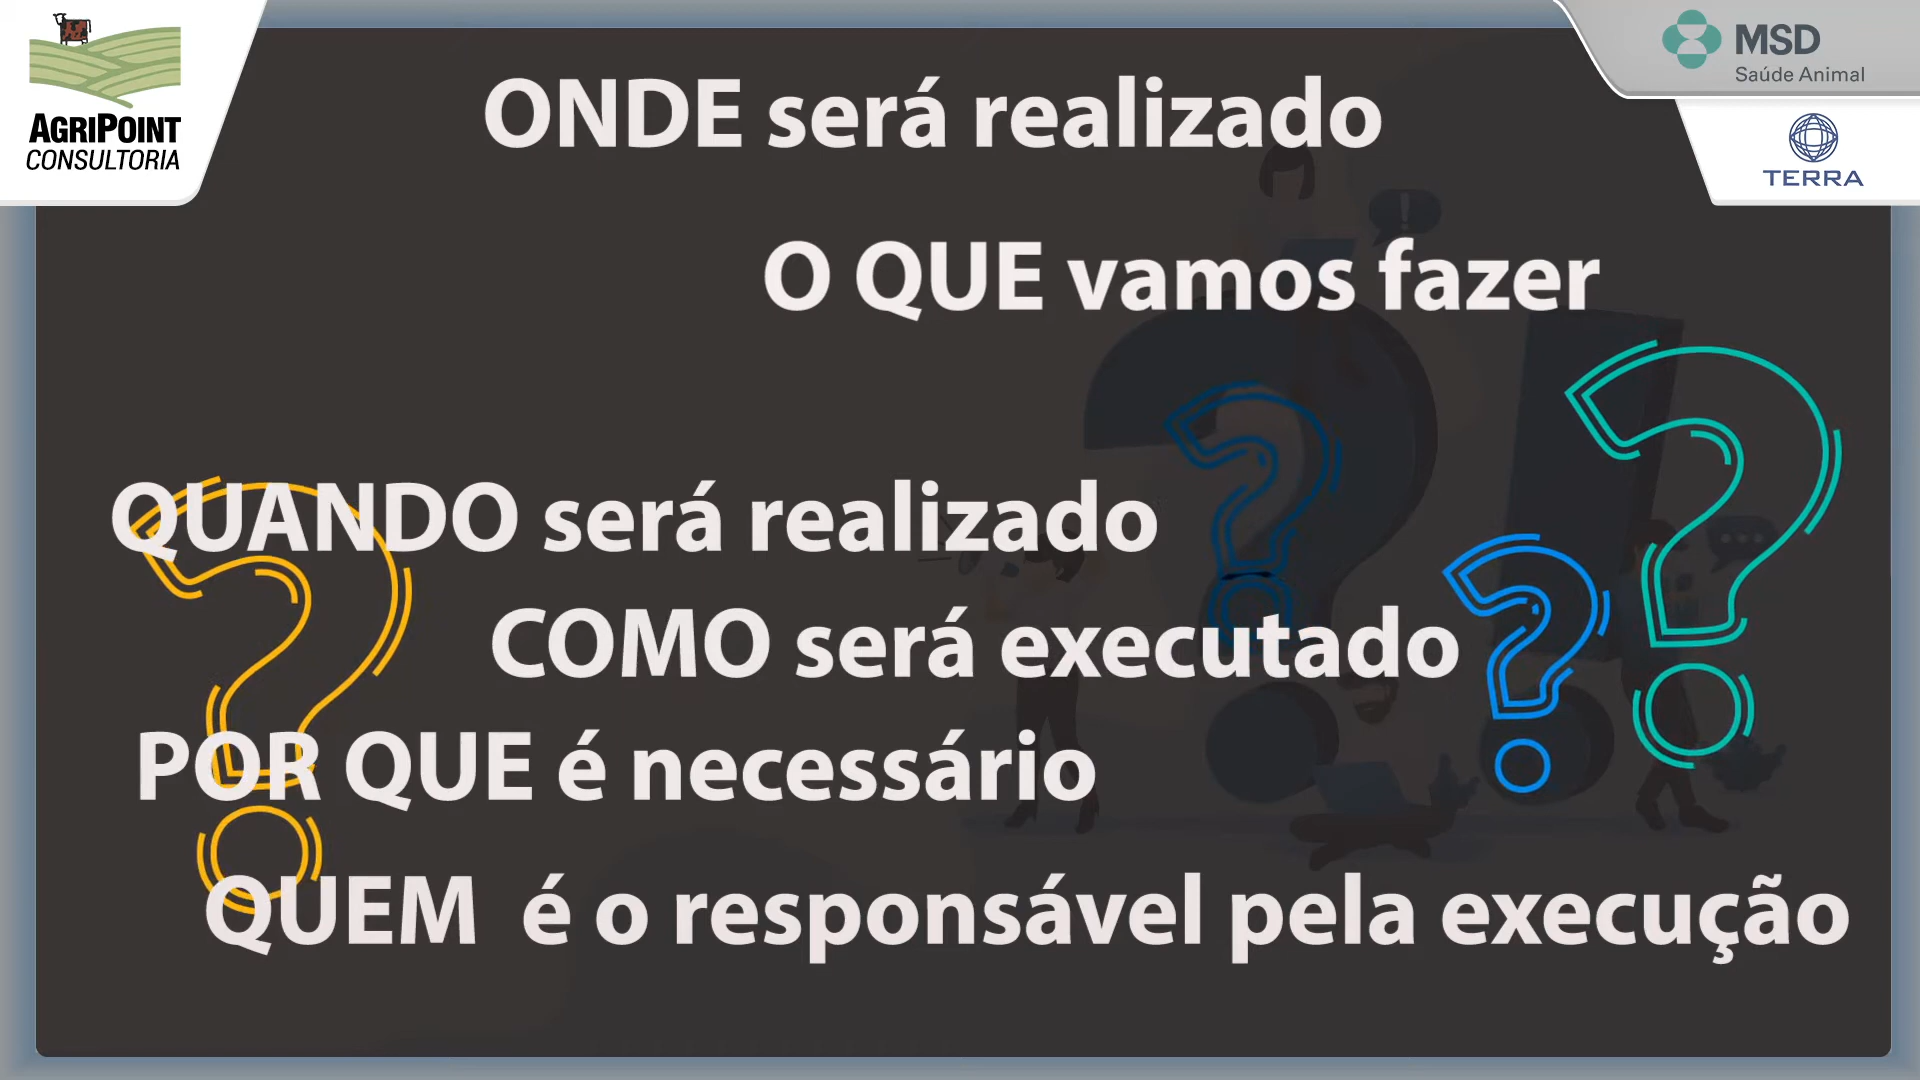 AGRIPOINT
CONSULTORIA
MSD
Saúde Animal
TERRA
ONDE será realizado
O QUE vamos fazer
QUANDO será realizado
COMO será executado
POR QUE é necessário
QUEM é o responsável pela execução